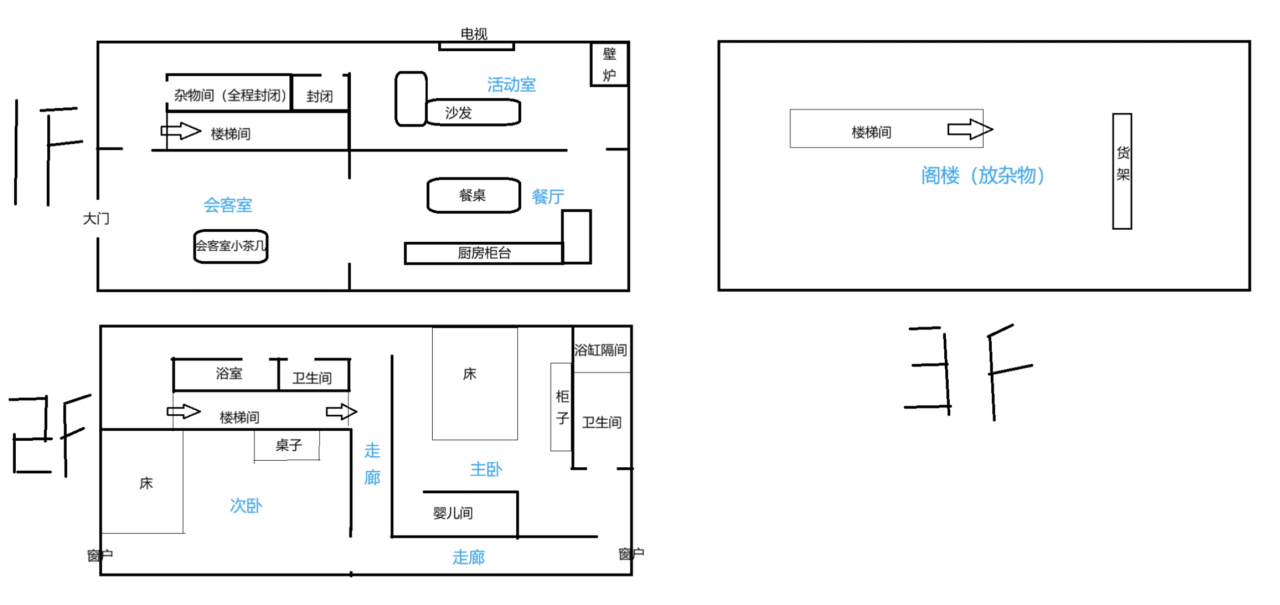 电视
壁炉
活动室
杂物间（全程封闭）
封闭
沙发
楼梯间
1F
会客室
餐桌
餐厅
大门
会客室小茶几
厨房柜台
楼梯间
货架
阁楼（放杂物）
3F
浴缸隔间
浴室
卫生间
床
柜子
卫生间
2F
楼梯间
桌子
走廊
主卧
床
次卧
婴儿间
窗户
走廊
窗户